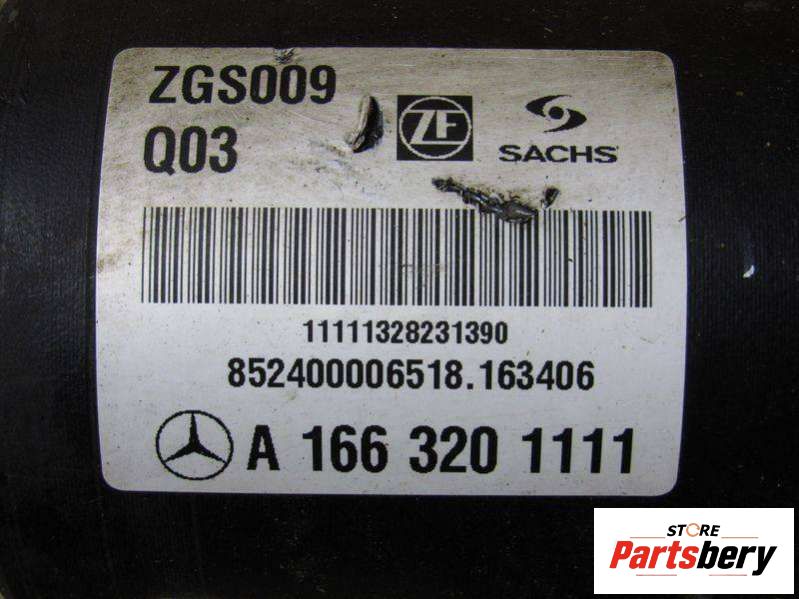 ZGS009
Q03
ZF
SACHS
11111328231390
852400006518.163406
A 166 320 1111
STORE
Partsbery